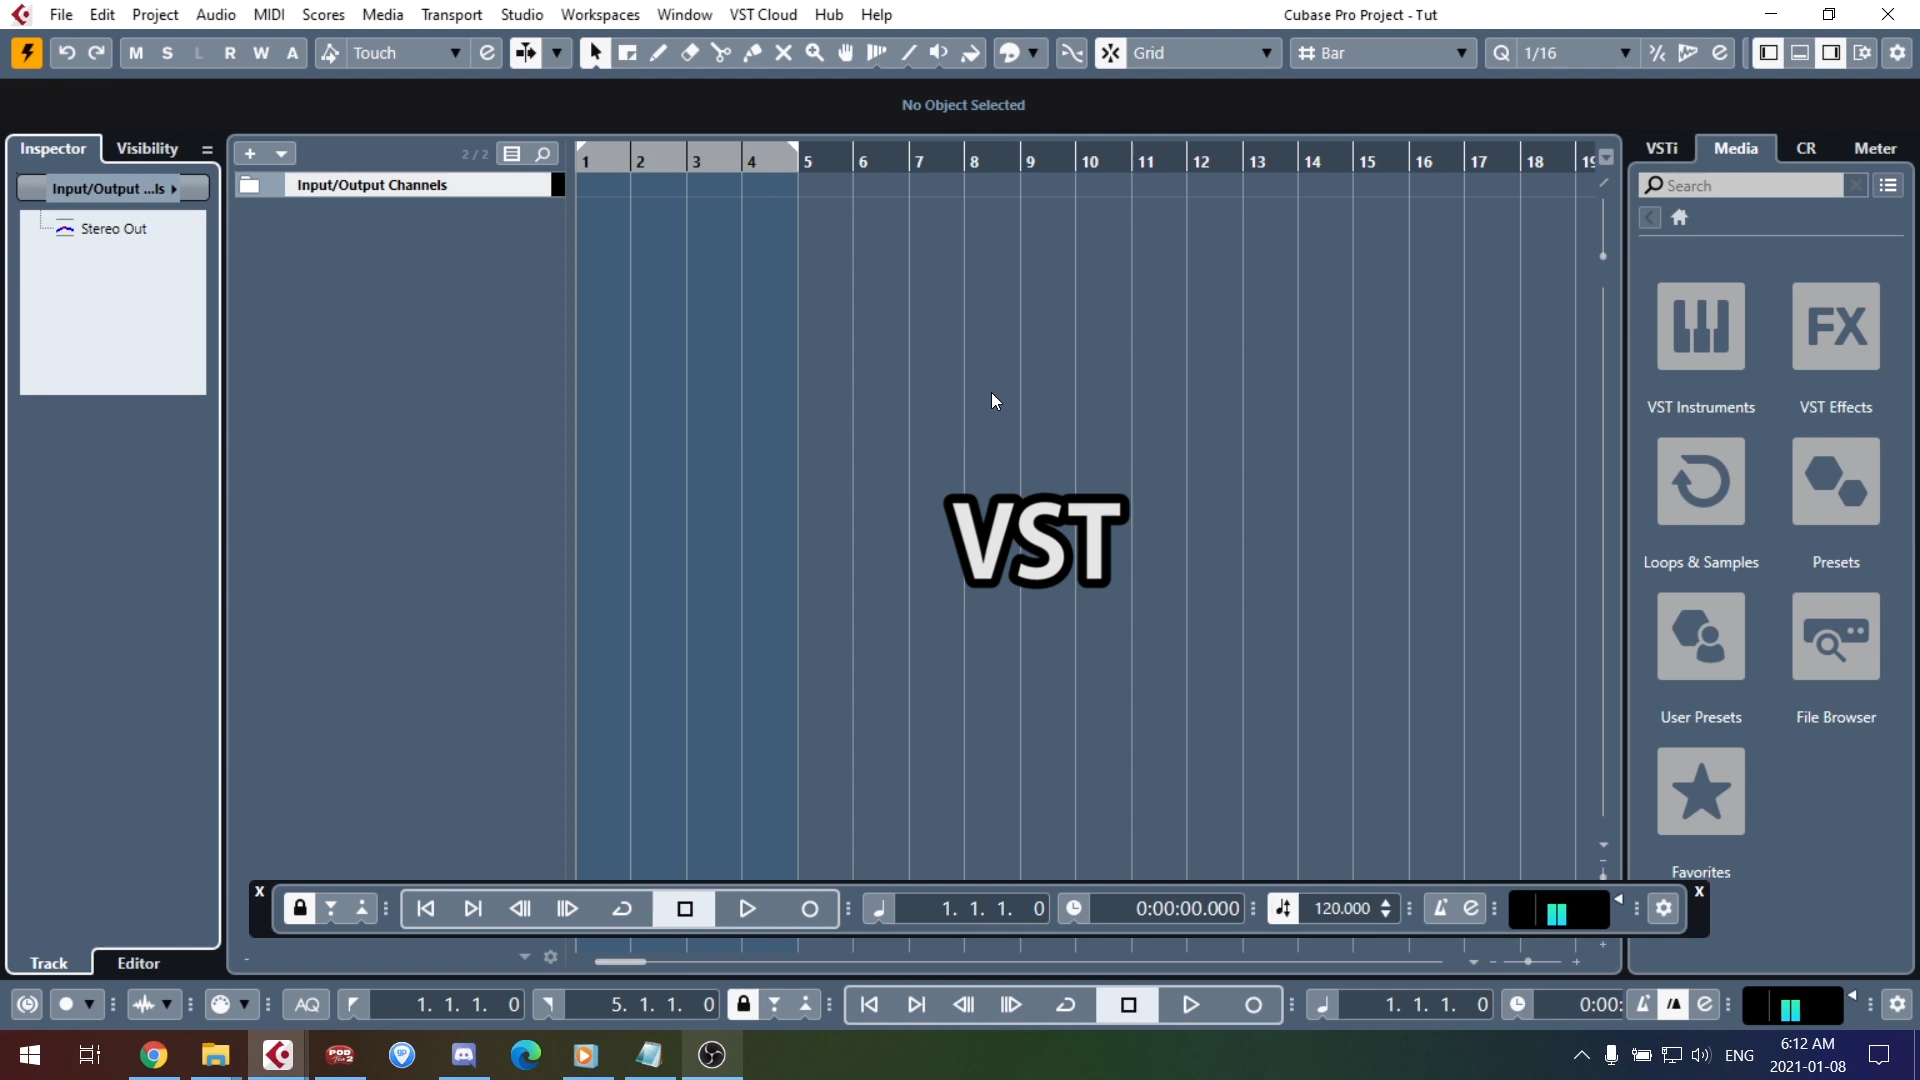 File Edit Project Audio MIDI Scores Media Transport Studio Workspaces Window VST Cloud Hub Help
Cubase Pro Project - Tut
M S L R W A Touch Grid Bar Q 1/16
No Object Selected
Inspector Visibility
Input/Output ...ls
Stereo Out
2 / 2
Input/Output Channels
1 2 3 4 5 6 7 8 9 10 11 12 13 14 15 16 17 18 19
VSTi Media CR Meter
Search
FX
VST Instruments VST Effects
Loops & Samples Presets
User Presets File Browser
Favorites
VST
X X
1. 1. 1. 0 0:00:00.000 120.000
Track Editor
AQ 1. 1. 1. 0 5. 1. 1. 0 1. 1. 1. 0 0:00:
POD
ENG
6:12 AM
2021-01-08